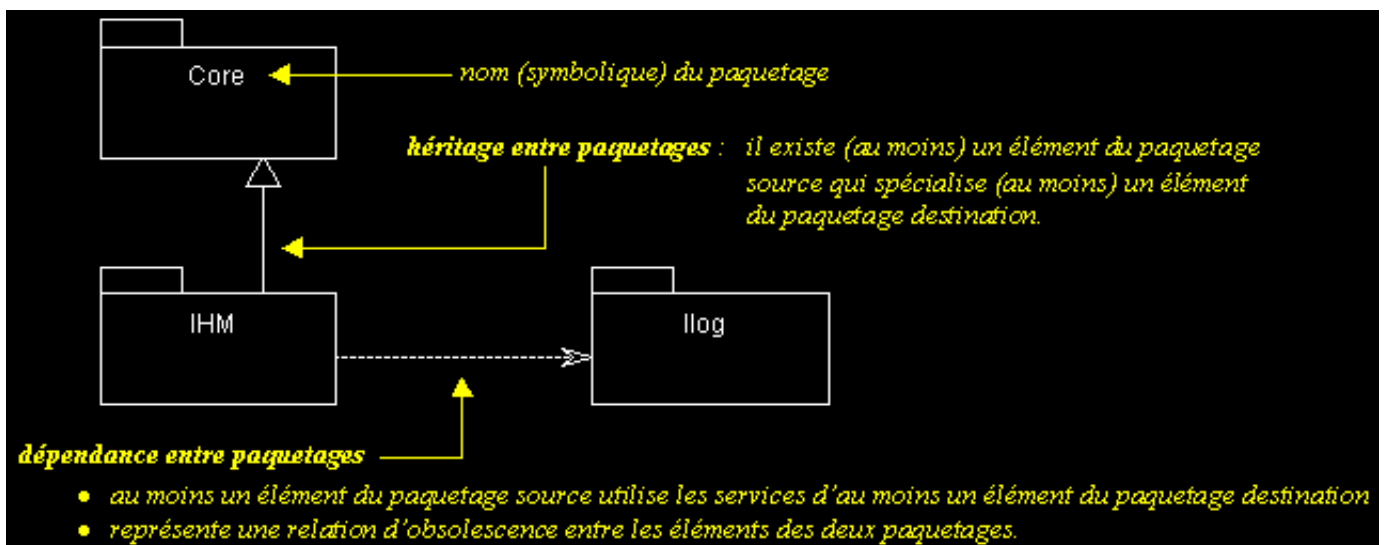 Core
nom (symbolique) du paquetage
héritage entre paquetages : il existe (au moins) un élément du paquetage
source qui spécialise (au moins) un élément
du paquetage destination.
IHM
Ilog
dépendance entre paquetages
● au moins un élément du paquetage source utilise les services d'au moins un élément du paquetage destination
● représente une relation d'obsolescence entre les éléments des deux paquetages.